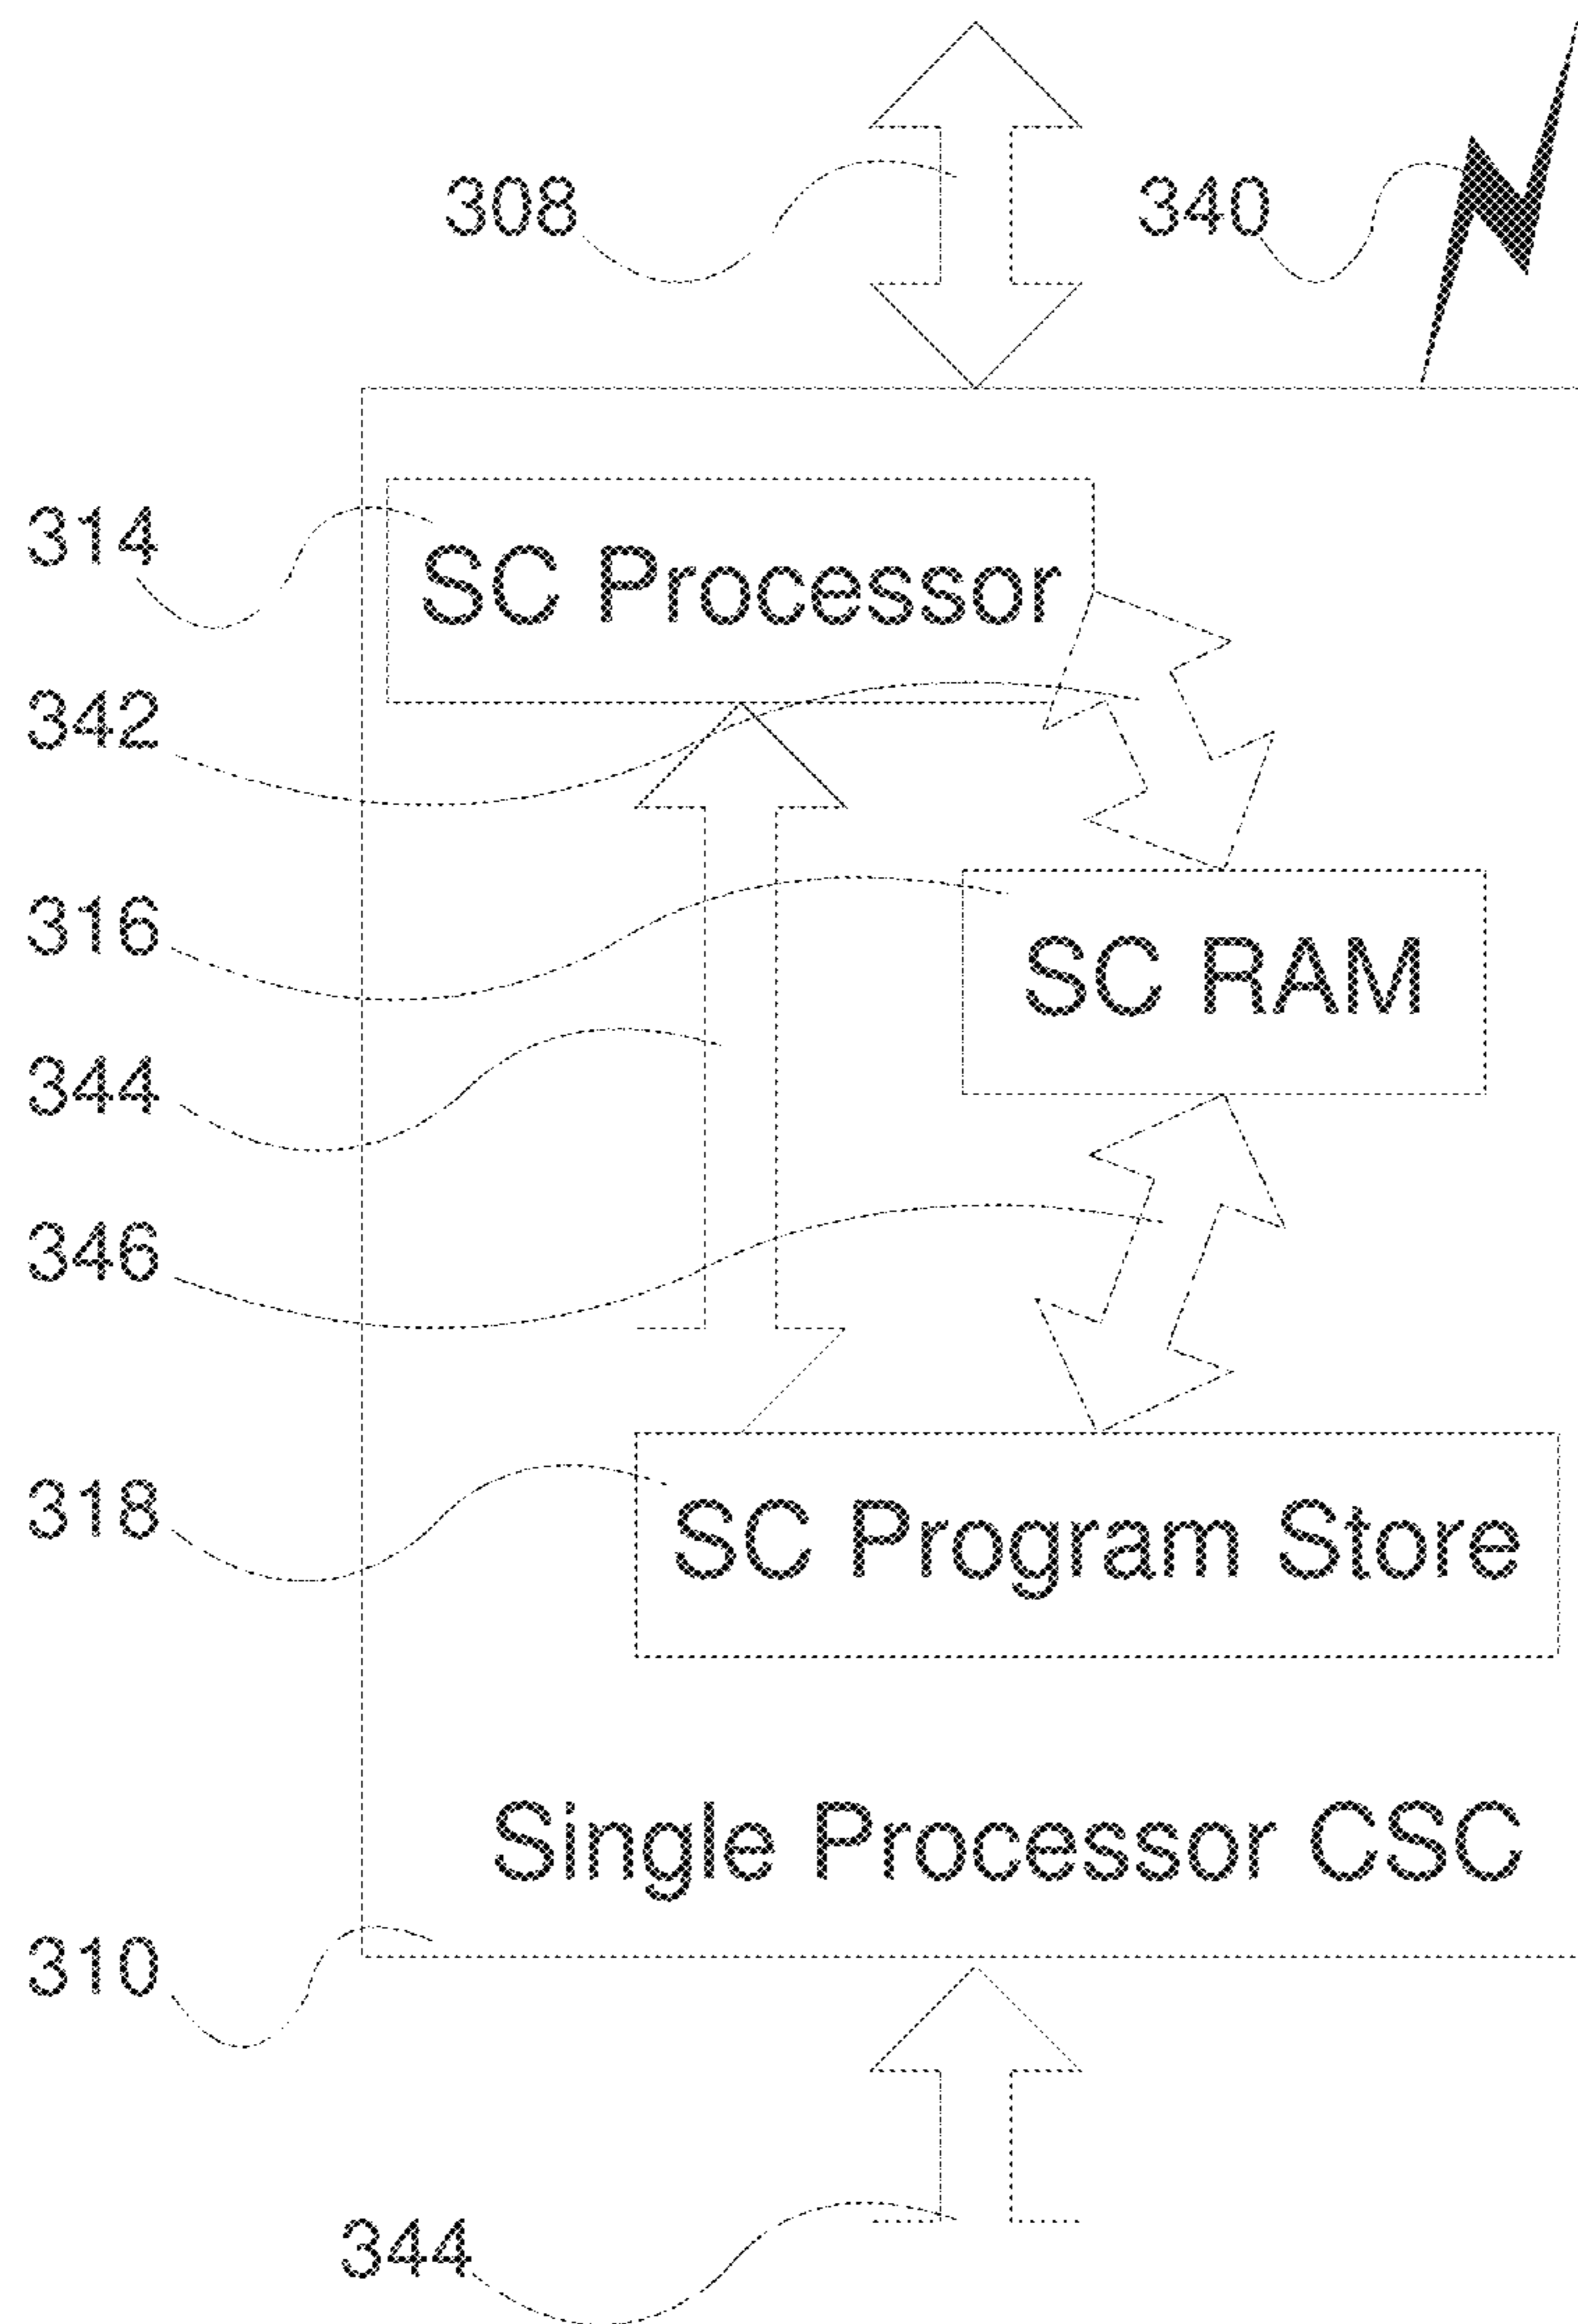 308
340
314
SC Processor
342
316
SC RAM
344
346
318
SC Program Store
Single Processor CSC
310
344